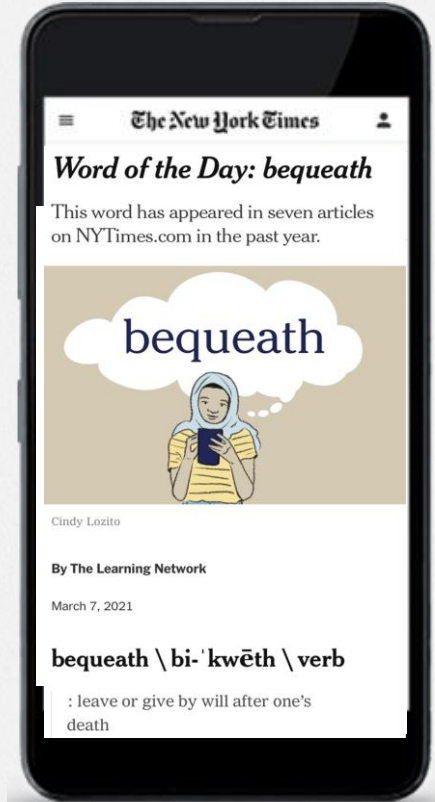 The New York Times
Word of the Day: bequeath
This word has appeared in seven articles
on NYTimes.com in the past year.
bequeath
Cindy Lozito
By The Learning Network
March 7, 2021
bequeath \ bi-ˈkwēth \ verb
: leave or give by will after one’s
death